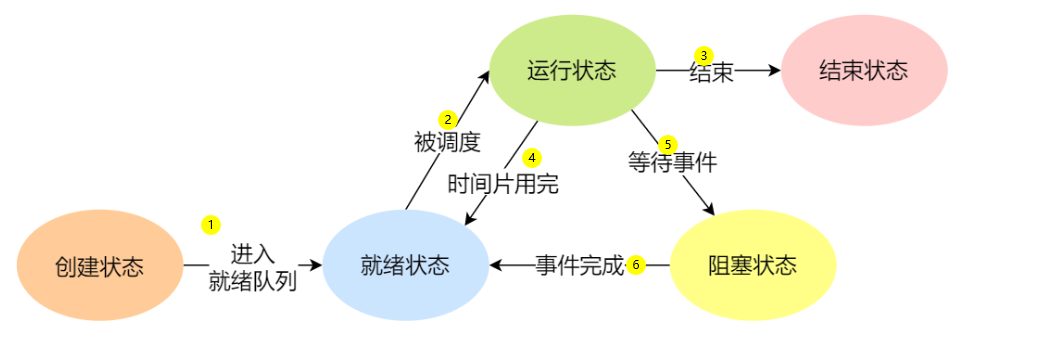 运行状态
3
结束
结束状态
2
被调度
4
时间片用完
5
等待事件
1
创建状态
进入
就绪队列
就绪状态
事件完成
6
阻塞状态